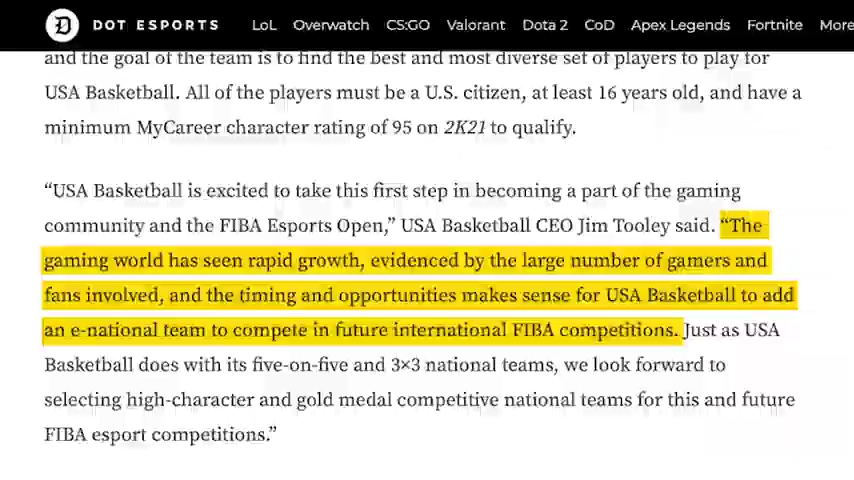 DOT ESPORTS LoL Overwatch CS:GO Valorant Dota 2 CoD Apex Legends Fortnite More
and the goal of the team is to find the best and most diverse set of players to play for
USA Basketball. All of the players must be a U.S. citizen, at least 16 years old, and have a
minimum MyCareer character rating of 95 on 2K21 to qualify.
“USA Basketball is excited to take this first step in becoming a part of the gaming
community and the FIBA Esports Open,” USA Basketball CEO Jim Tooley said. “The
gaming world has seen rapid growth, evidenced by the large number of gamers and
fans involved, and the timing and opportunities makes sense for USA Basketball to add
an e-national team to compete in future international FIBA competitions. Just as USA
Basketball does with its five-on-five and 3×3 national teams, we look forward to
selecting high-character and gold medal competitive national teams for this and future
FIBA esport competitions.”